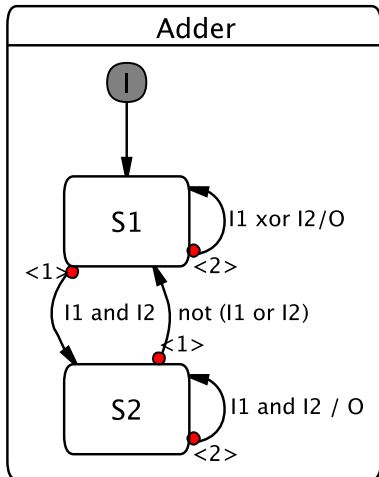 Adder
I
S1
I1 xor I2/O
<1>
<2>
I1 and I2
not (I1 or I2)
<1>
S2
I1 and I2 / O
<2>